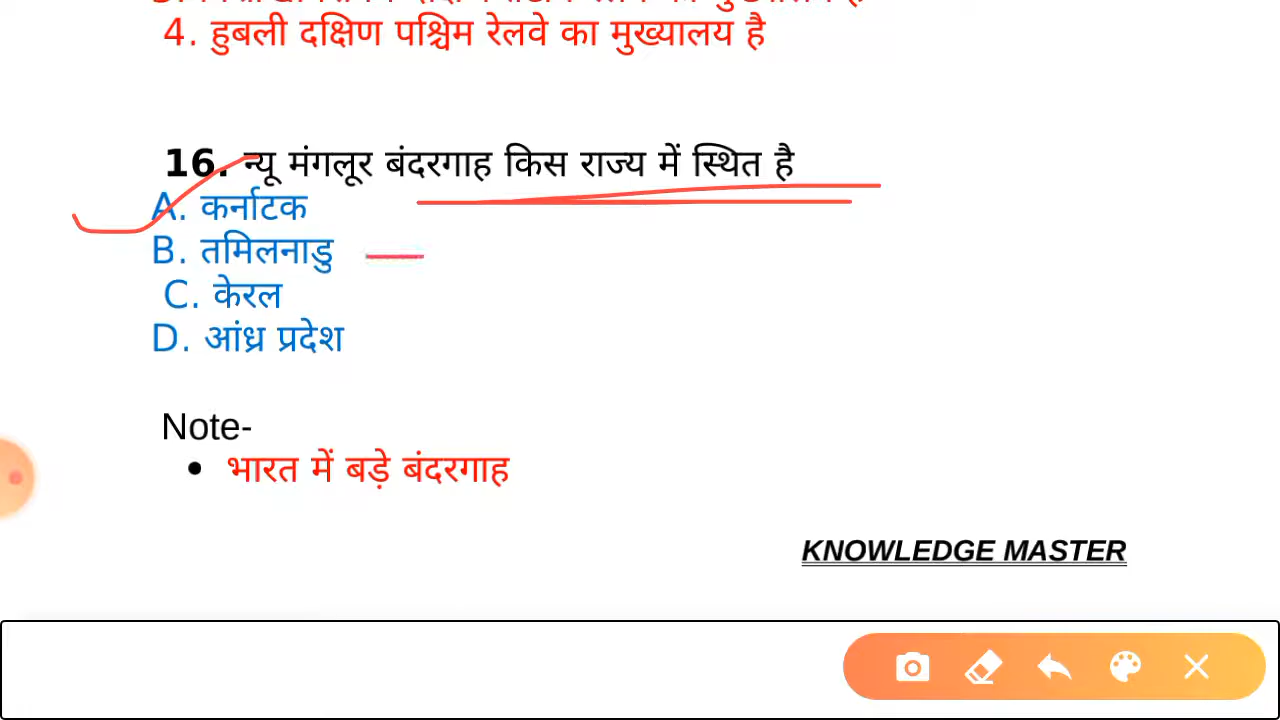 4. हुबली दक्षिण पश्चिम रेलवे का मुख्यालय है
16. न्यू मंगलूर बंदरगाह किस राज्य में स्थित है
A. कर्नाटक
B. तमिलनाडु
C. केरल
D. आंध्र प्रदेश
Note-
• भारत में बड़े बंदरगाह
KNOWLEDGE MASTER